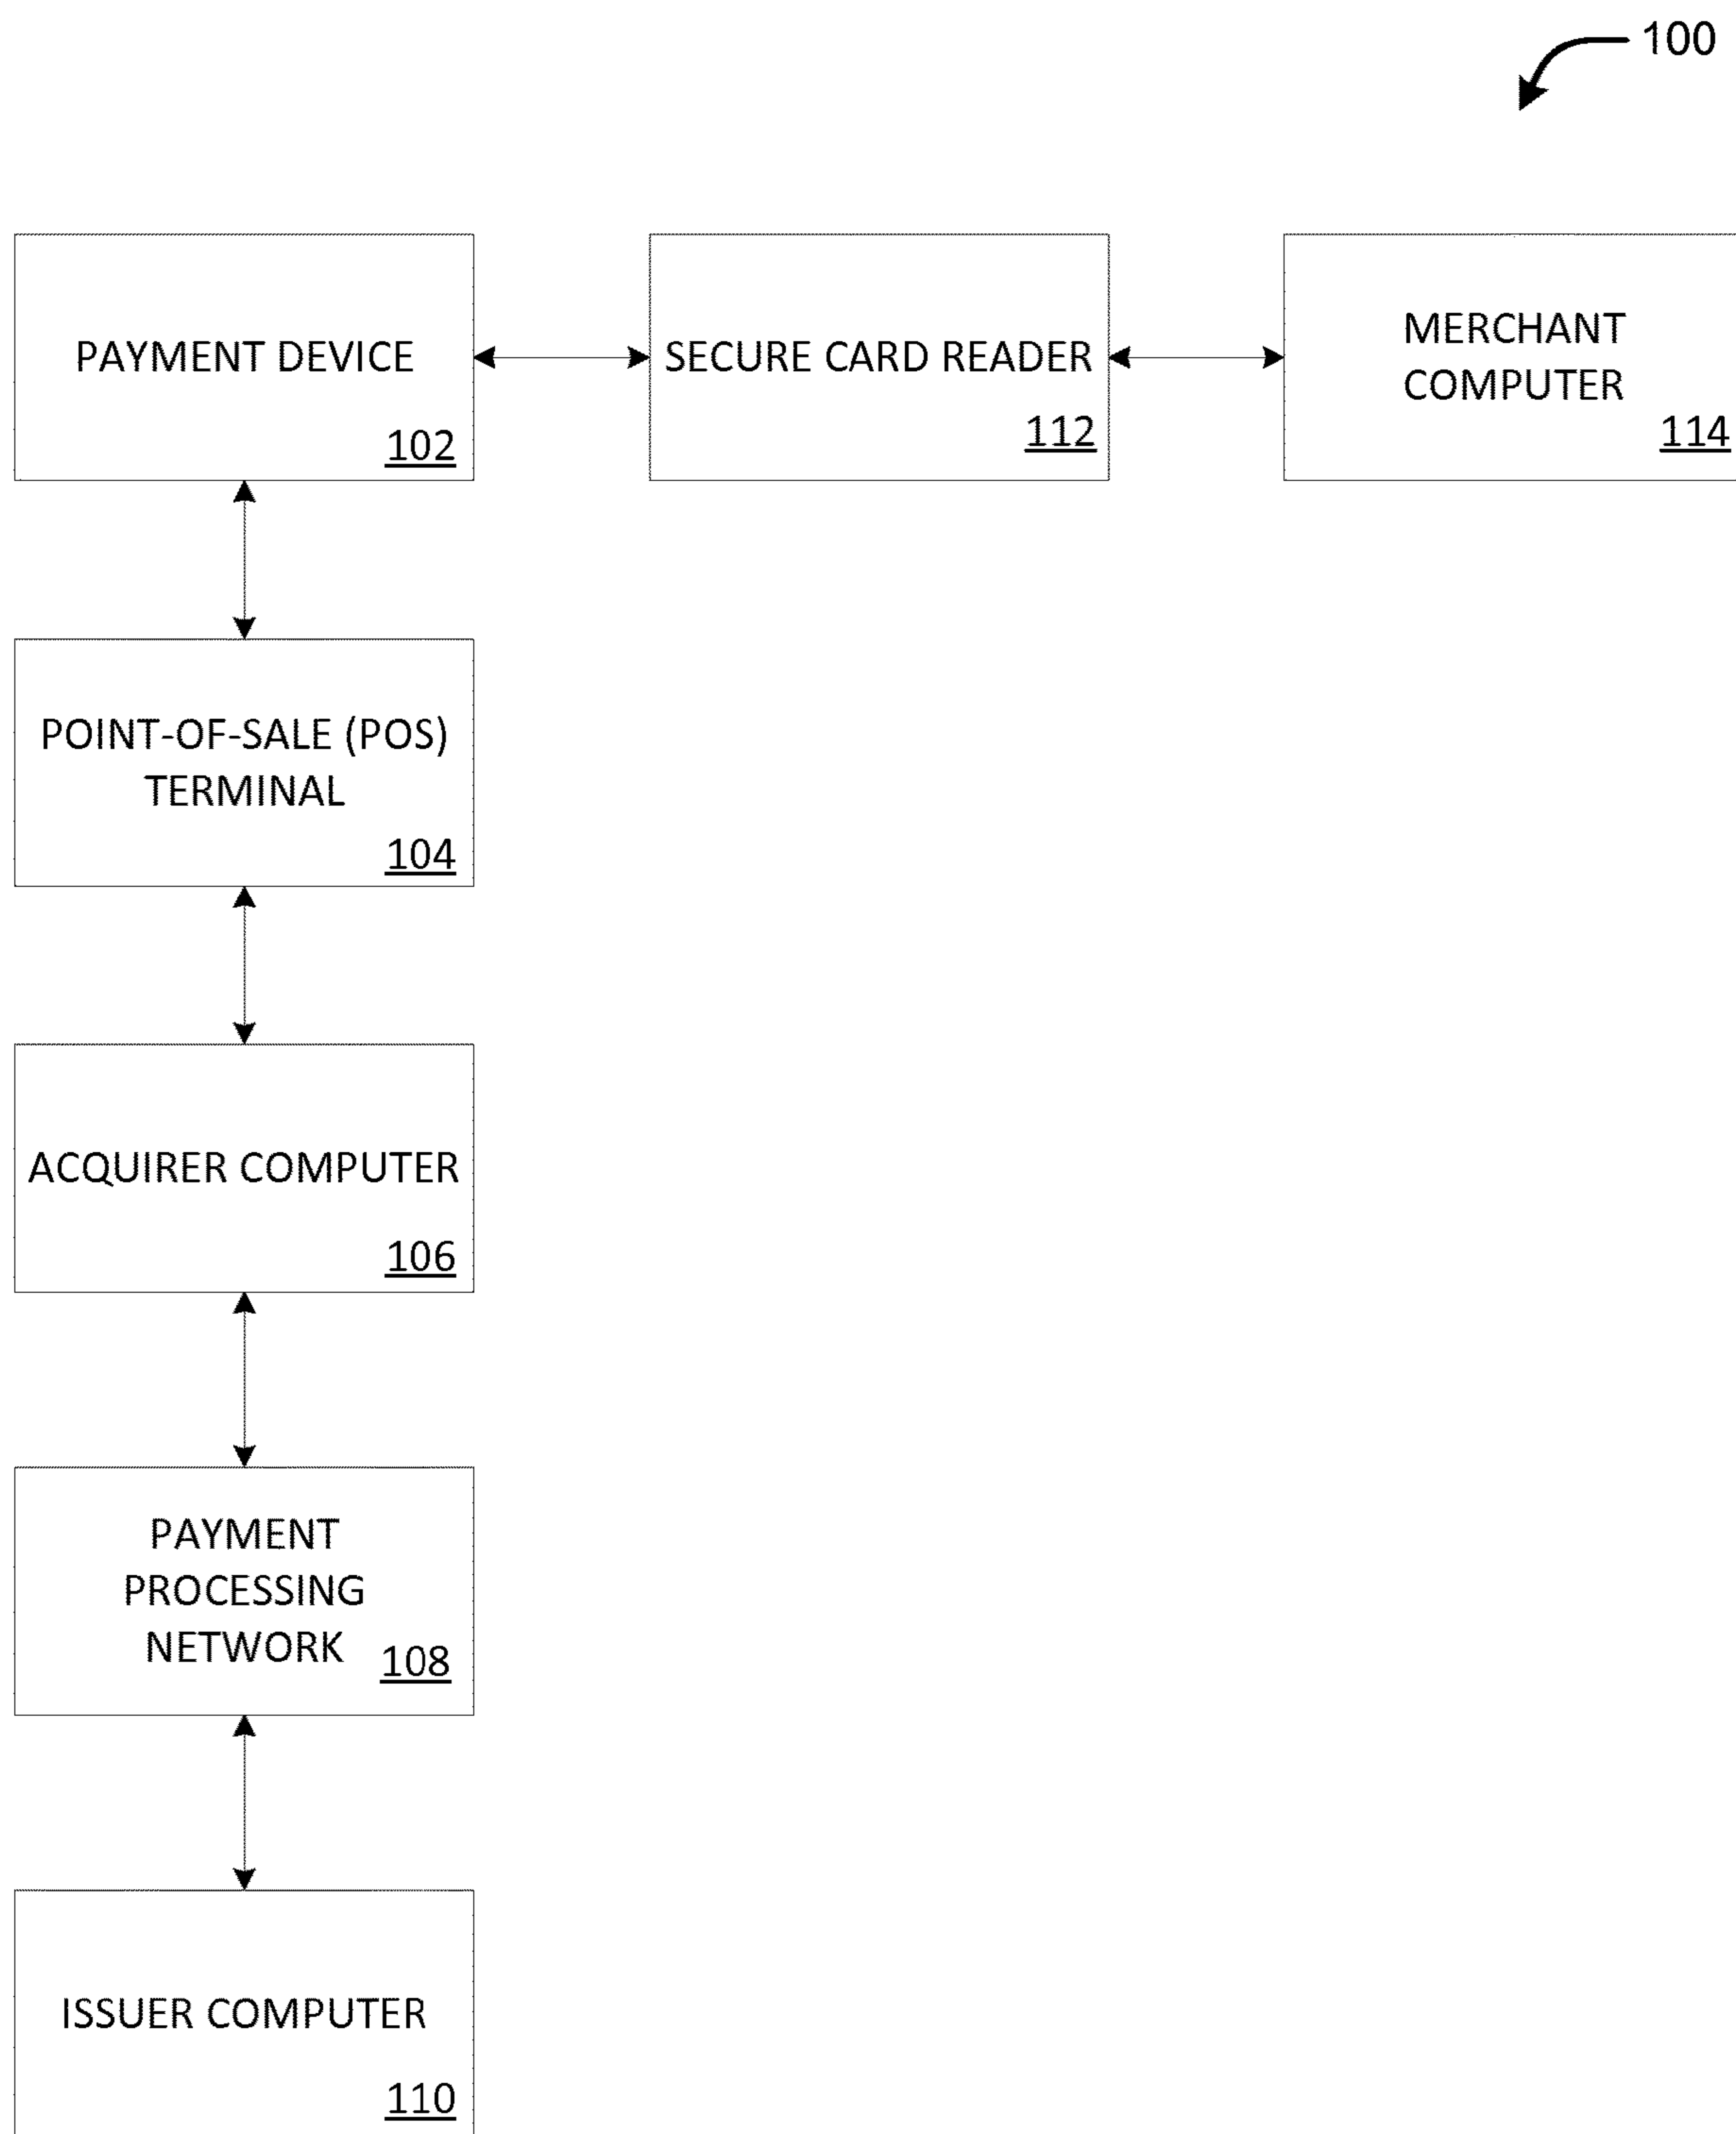 100
PAYMENT DEVICE
102
SECURE CARD READER
112
MERCHANT
COMPUTER
114
POINT-OF-SALE (POS)
TERMINAL
104
ACQUIRER COMPUTER
106
PAYMENT
PROCESSING
NETWORK
108
ISSUER COMPUTER
110